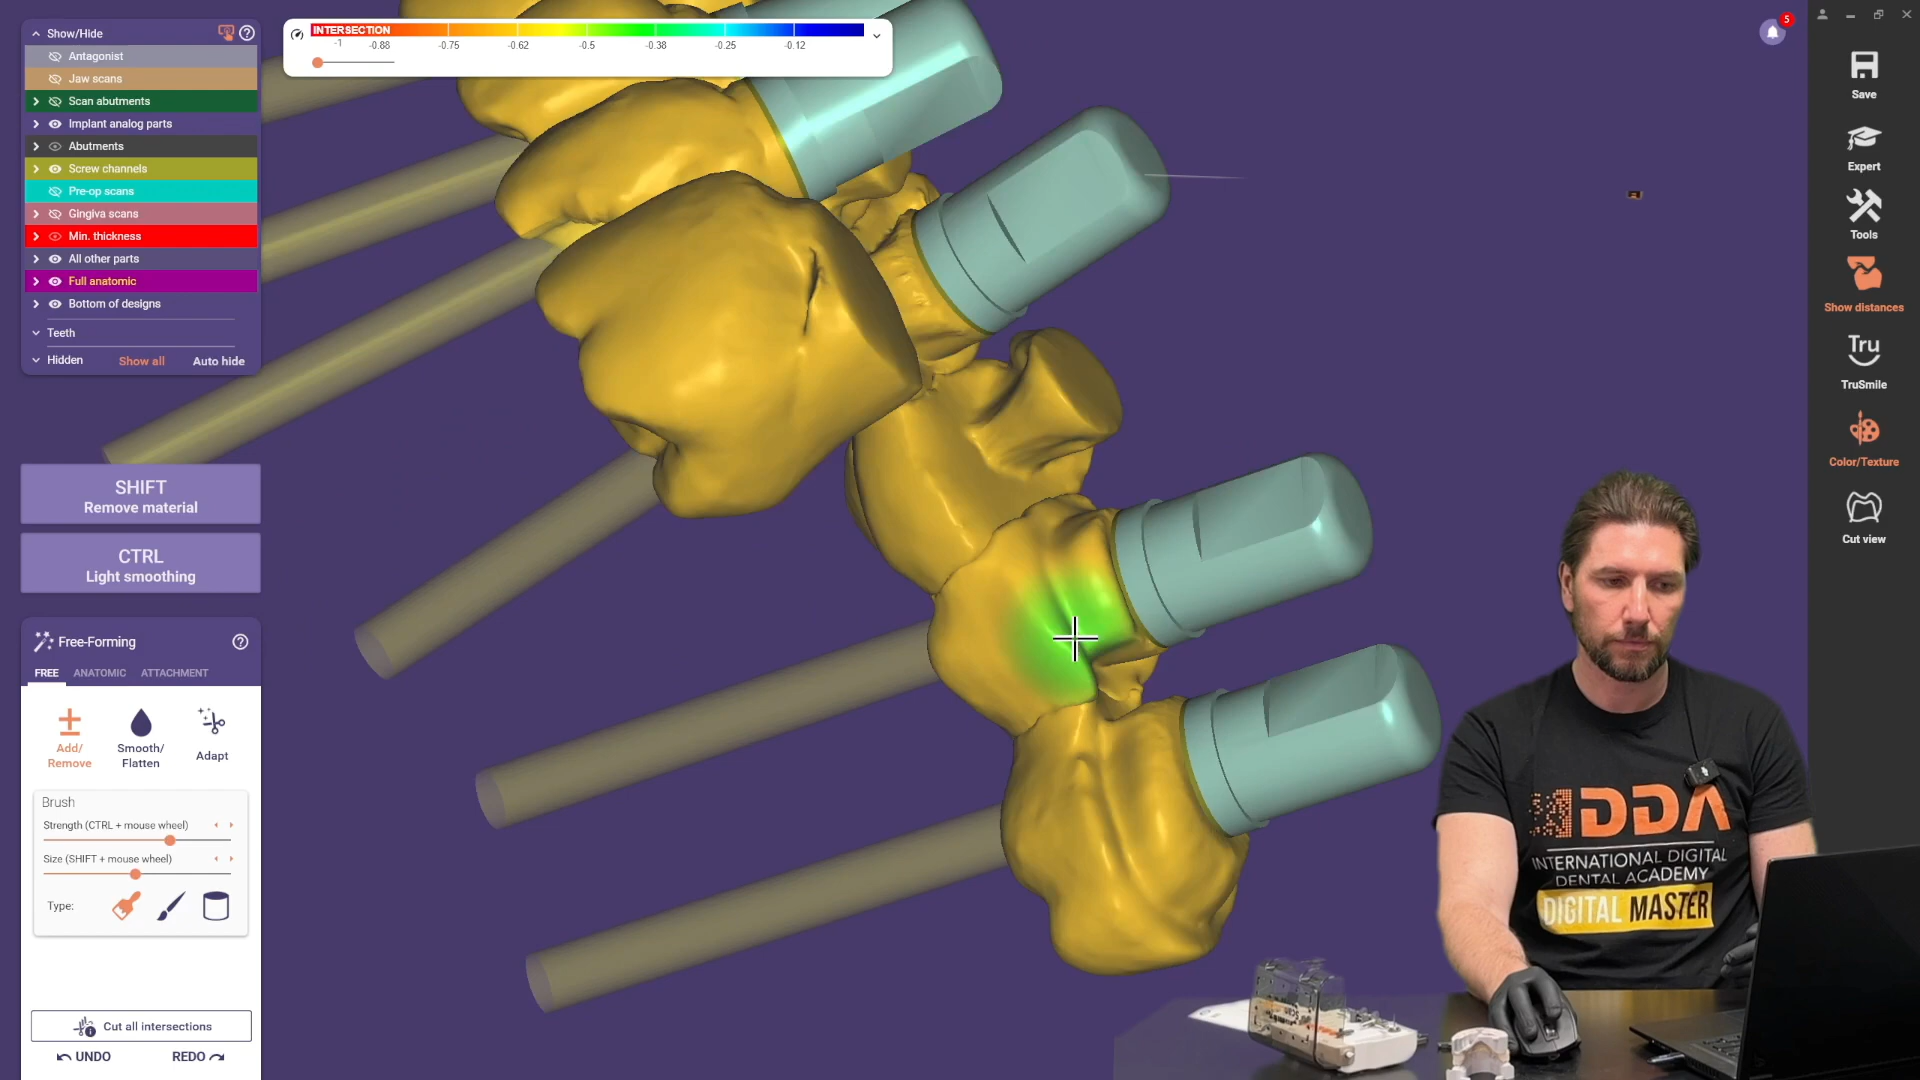 Show/Hide
Antagonist
Jaw scans
Scan abutments
Implant analog parts
Abutments
Screw channels
Pre-op scans
Gingiva scans
Min. thickness
All other parts
Full anatomic
Bottom of designs
Teeth
Hidden Show all Auto hide
INTERSECTION
-1 -0.88 -0.75 -0.62 -0.5 -0.38 -0.25 -0.12
5
Save
Expert
Tools
Show distances
Tru
TruSmile
Color/Texture
Cut view
SHIFT
Remove material
CTRL
Light smoothing
Free-Forming
FREE ANATOMIC ATTACHMENT
Add/
Remove
Smooth/
Flatten
Adapt
Brush
Strength (CTRL + mouse wheel)
Size (SHIFT + mouse wheel)
Type:
Cut all intersections
UNDO REDO
IDDA
INTERNATIONAL DIGITAL
DENTAL ACADEMY
DIGITAL MASTER